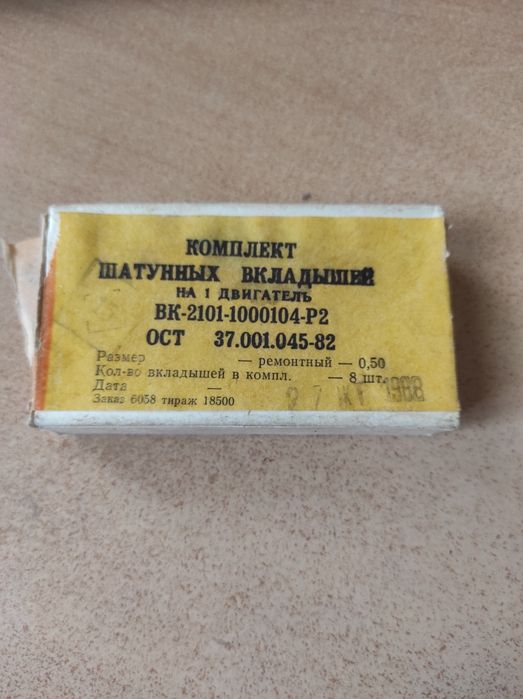 КОМПЛЕКТ
ШАТУННЫХ ВКЛАДЫШЕЙ
НА 1 ДВИГАТЕЛЬ
ВК-2101-1000104-Р2
ОСТ 37.001.045-82
Размер — ремонтный — 0,50
Кол-во вкладышей в компл. — 8 шт.
Дата — 1988
Заказ 6058 тираж 18500